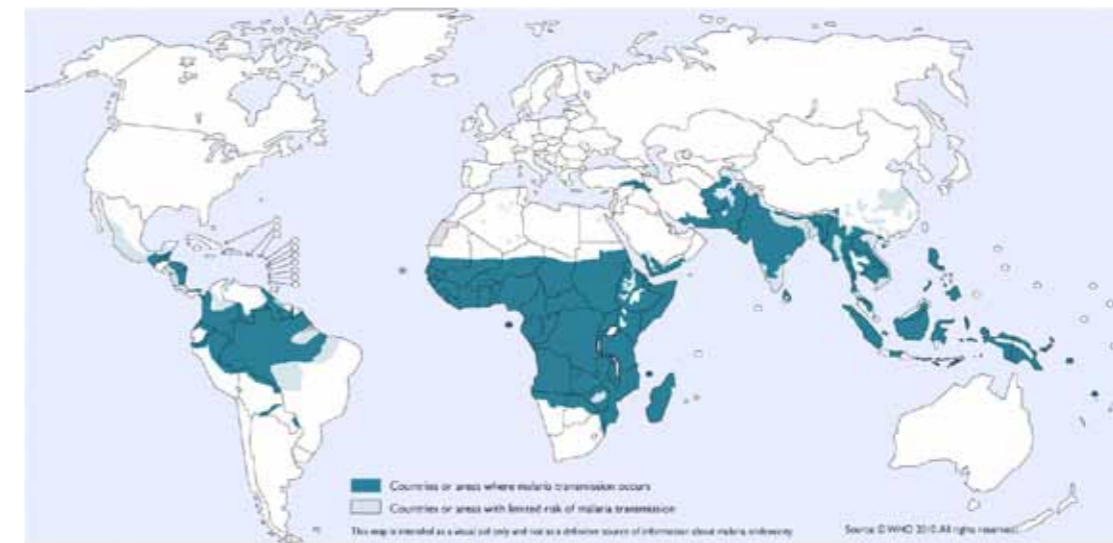 Countries or areas where malaria transmission occurs
Countries or areas with limited risk of malaria transmission
This map is intended as a visual aid only and not as a definitive source of information about malaria endemicity
Source: © WHO 2010. All rights reserved.